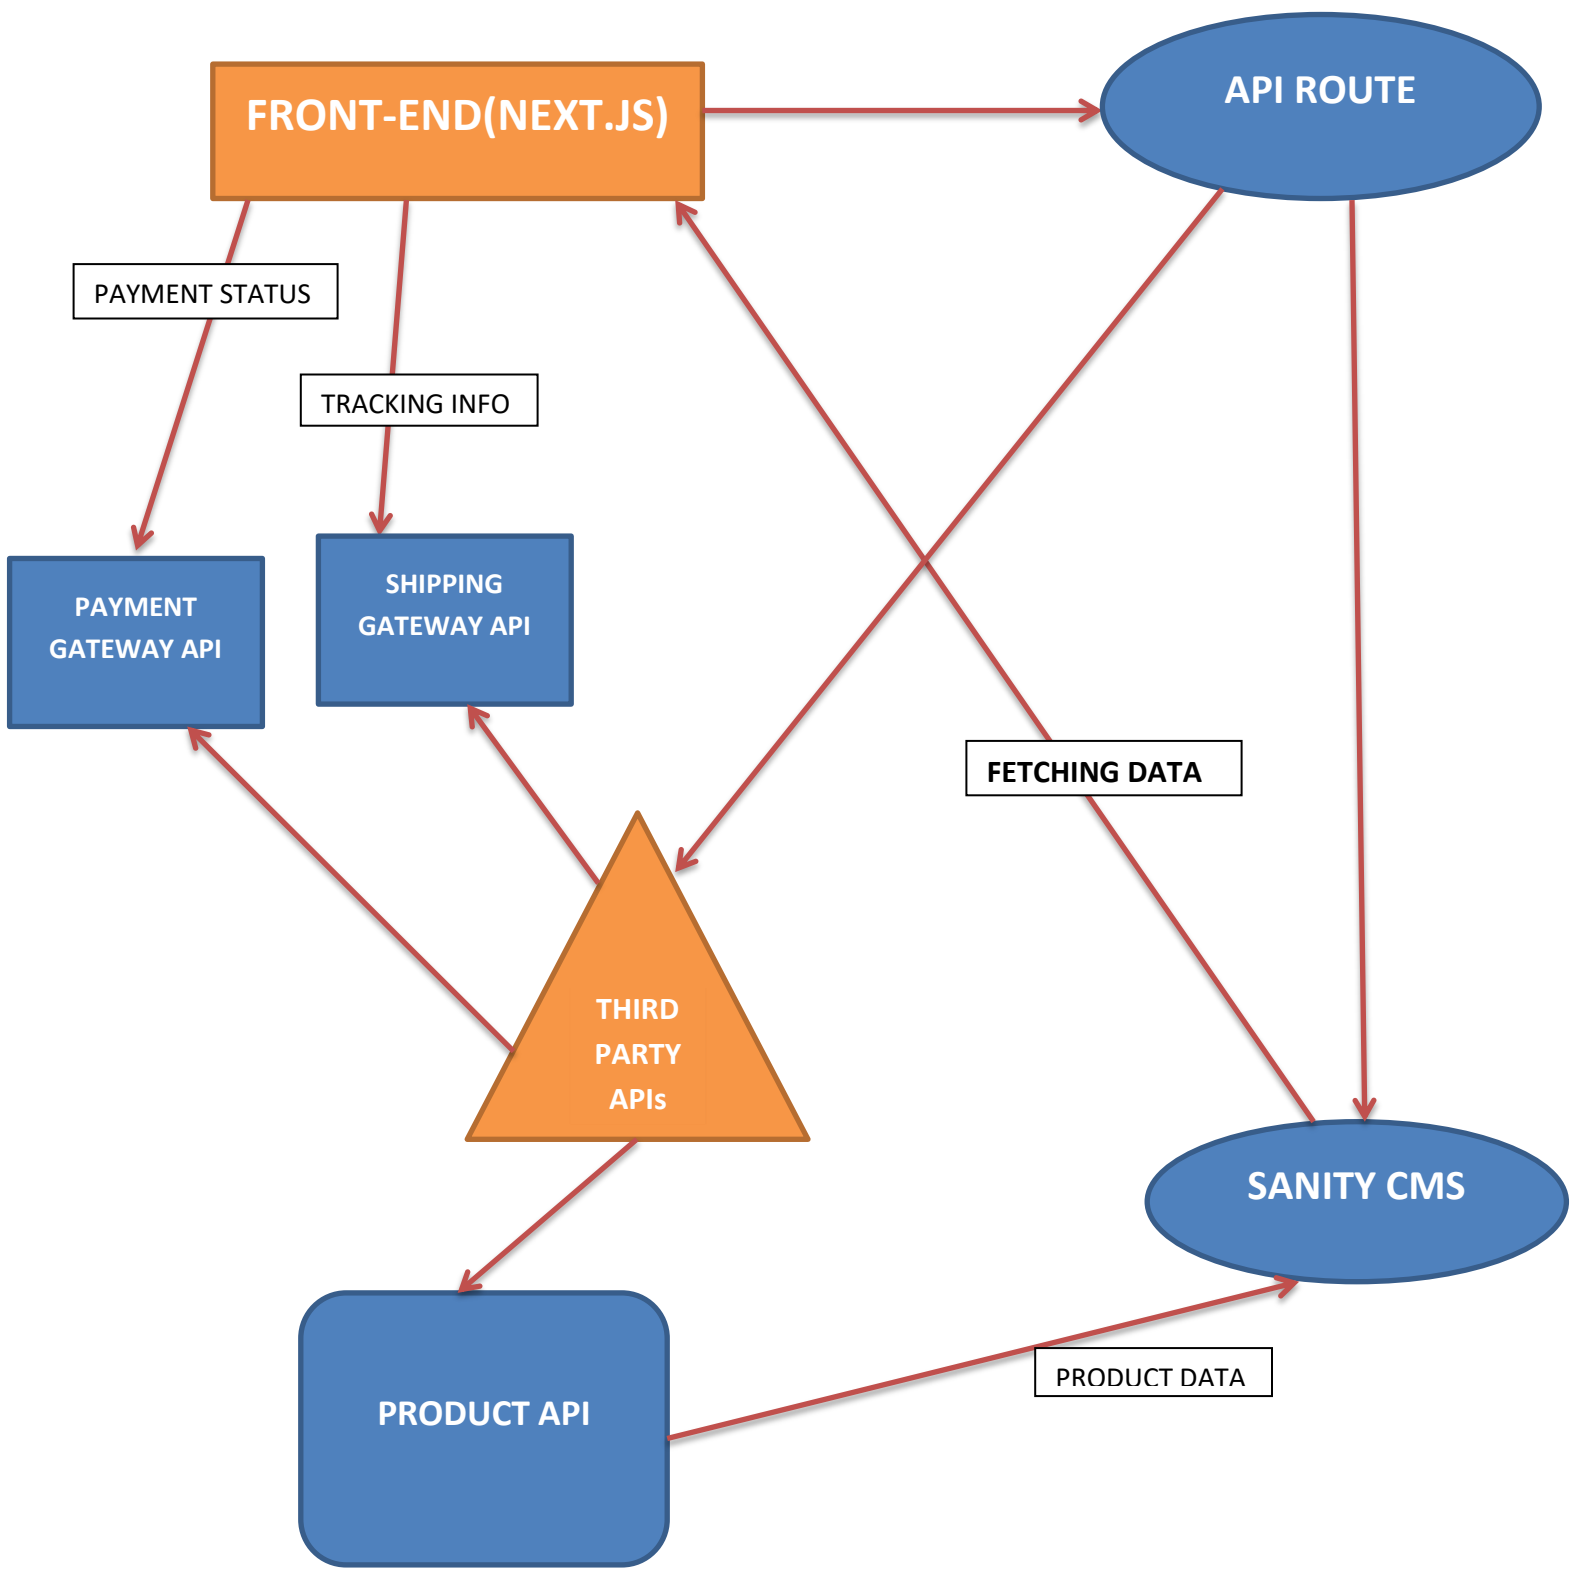 FRONT-END(NEXT.JS)
API ROUTE
PAYMENT STATUS
TRACKING INFO
PAYMENT
GATEWAY API
SHIPPING
GATEWAY API
FETCHING DATA
THIRD
PARTY
APIs
SANITY CMS
PRODUCT DATA
PRODUCT API